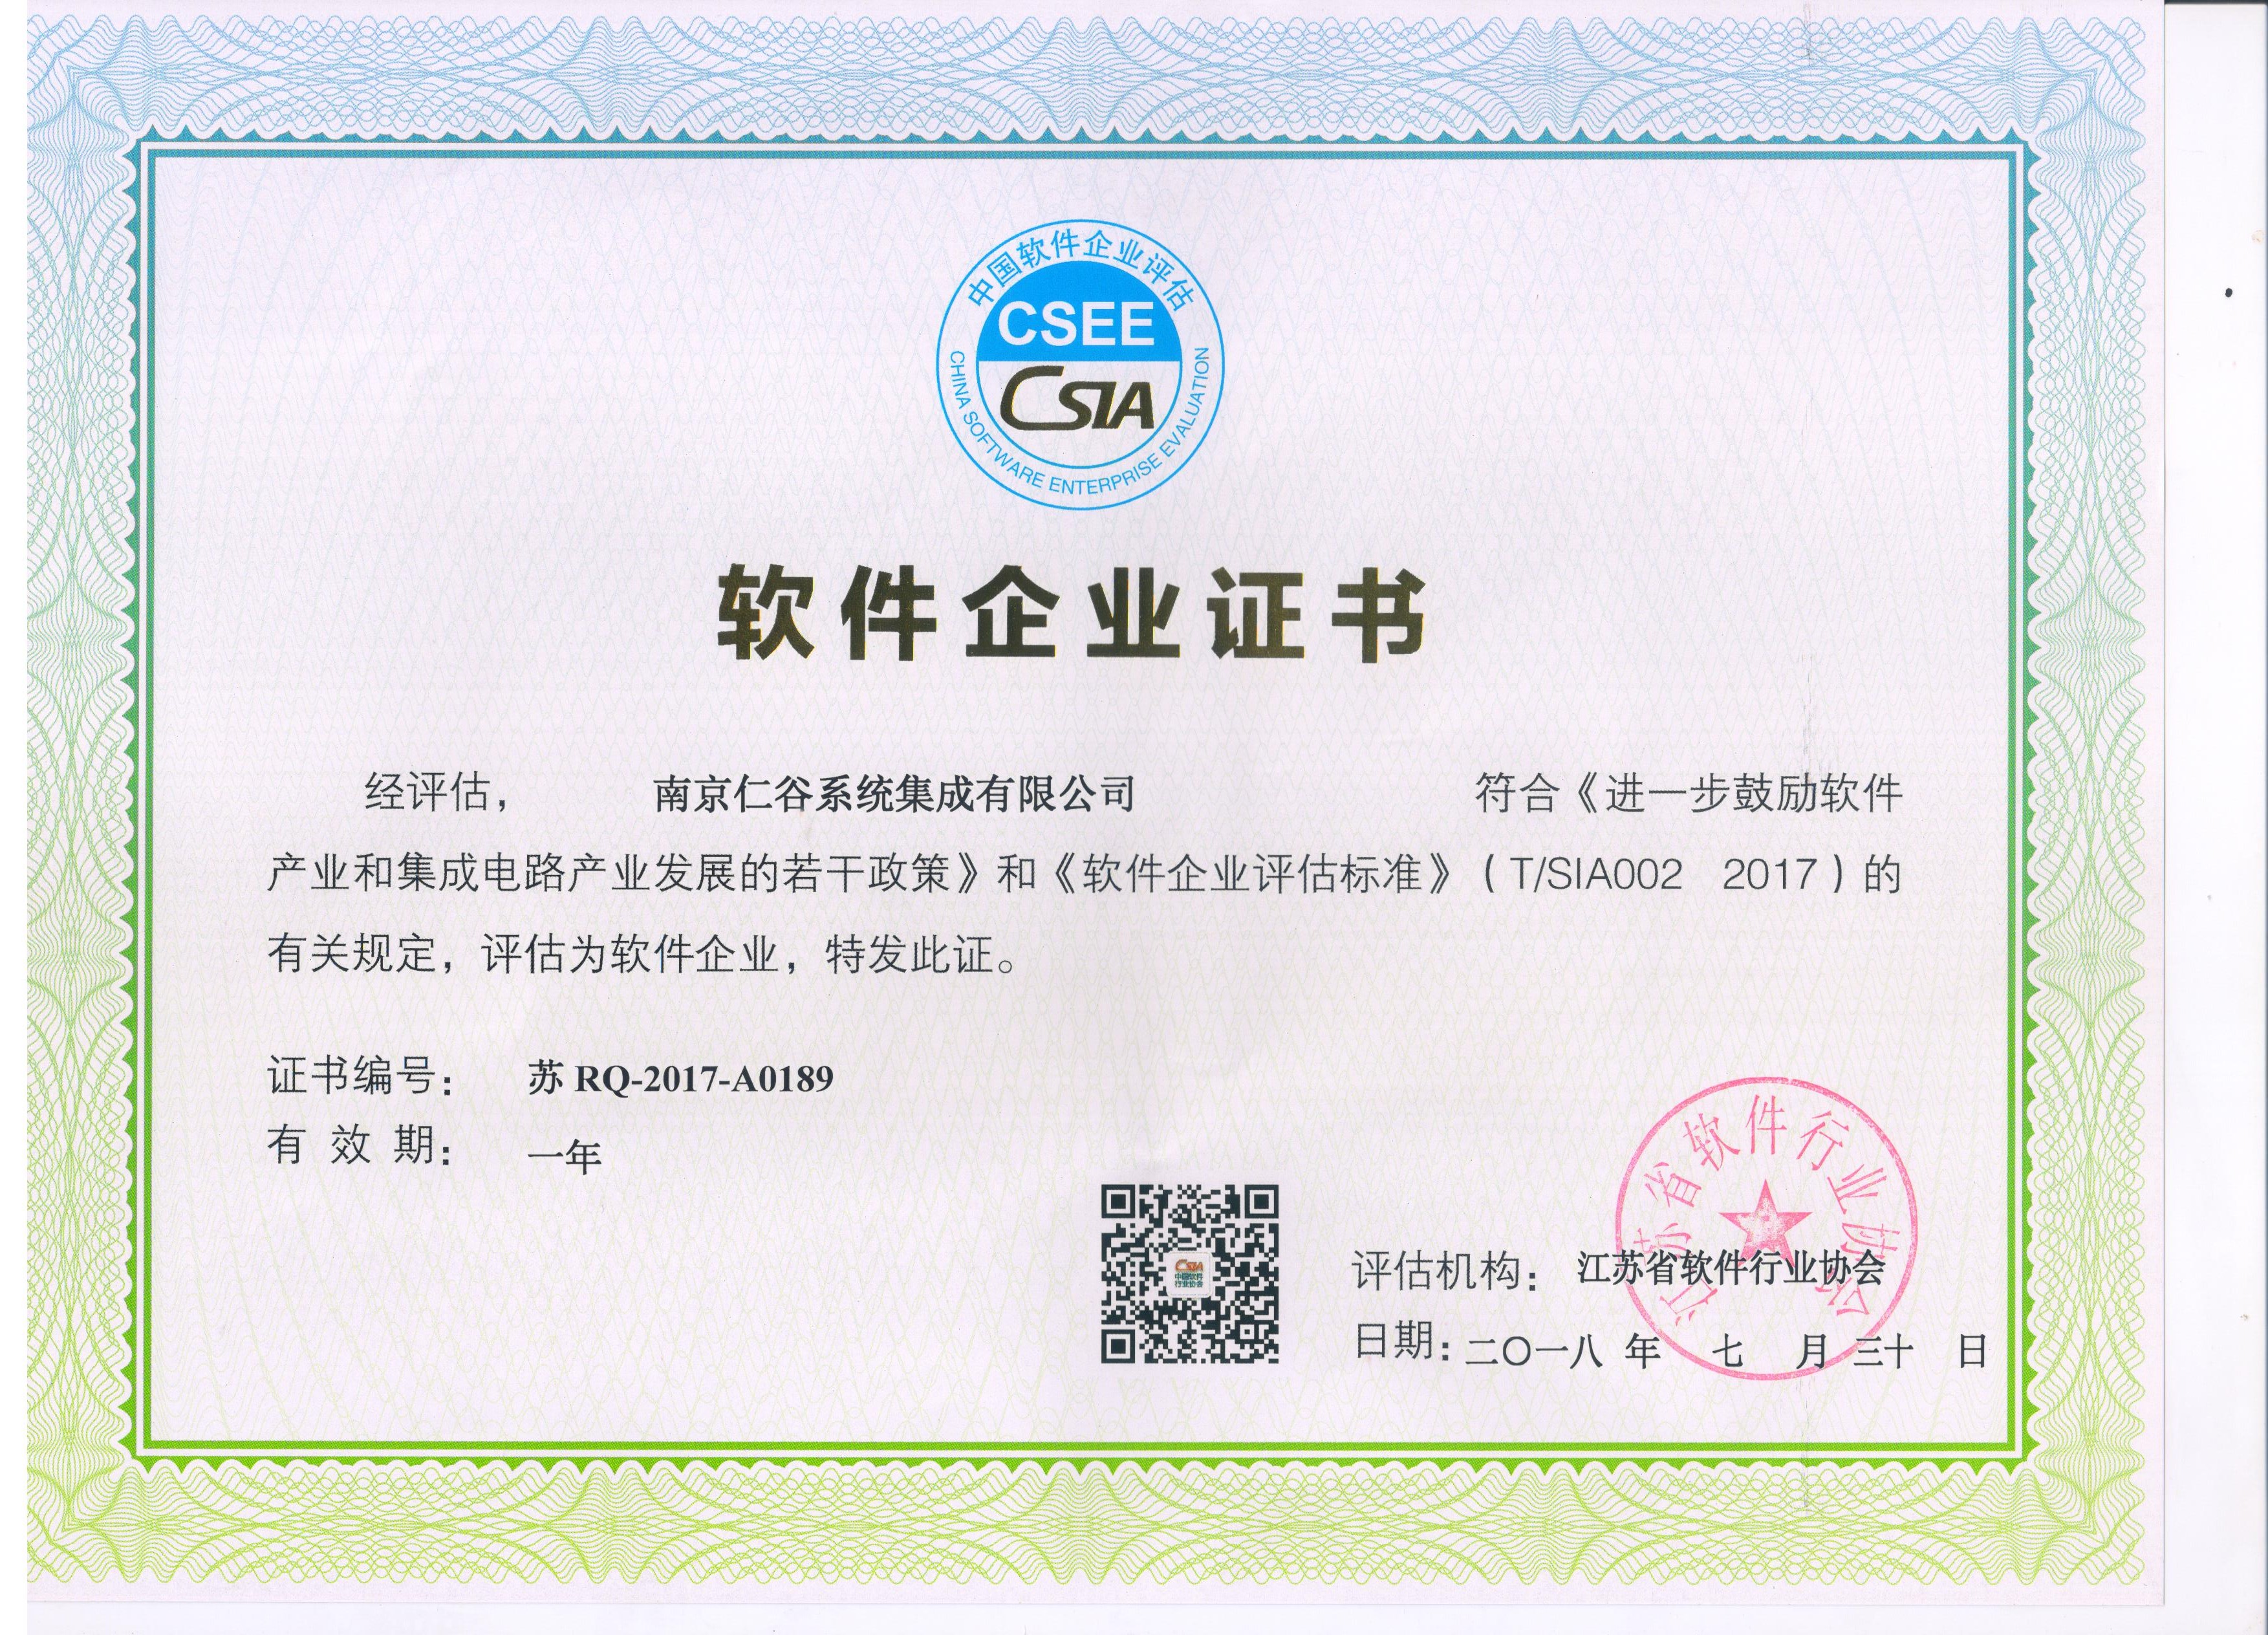 中国软件企业评估
CSEE
CSIA
CHINA SOFTWARE ENTERPRISE EVALUATION
软件企业证书
经评估， 南京仁谷系统集成有限公司 符合《进一步鼓励软件
产业和集成电路产业发展的若干政策》和《软件企业评估标准》（T/SIA002 2017）的
有关规定，评估为软件企业，特发此证。
证书编号： 苏 RQ-2017-A0189
有 效 期： 一年
CSIA
中国软件
行业协会
江苏省软件行业协会
评估机构： 江苏省软件行业协会
日期：二〇一八 年 七 月 三十 日